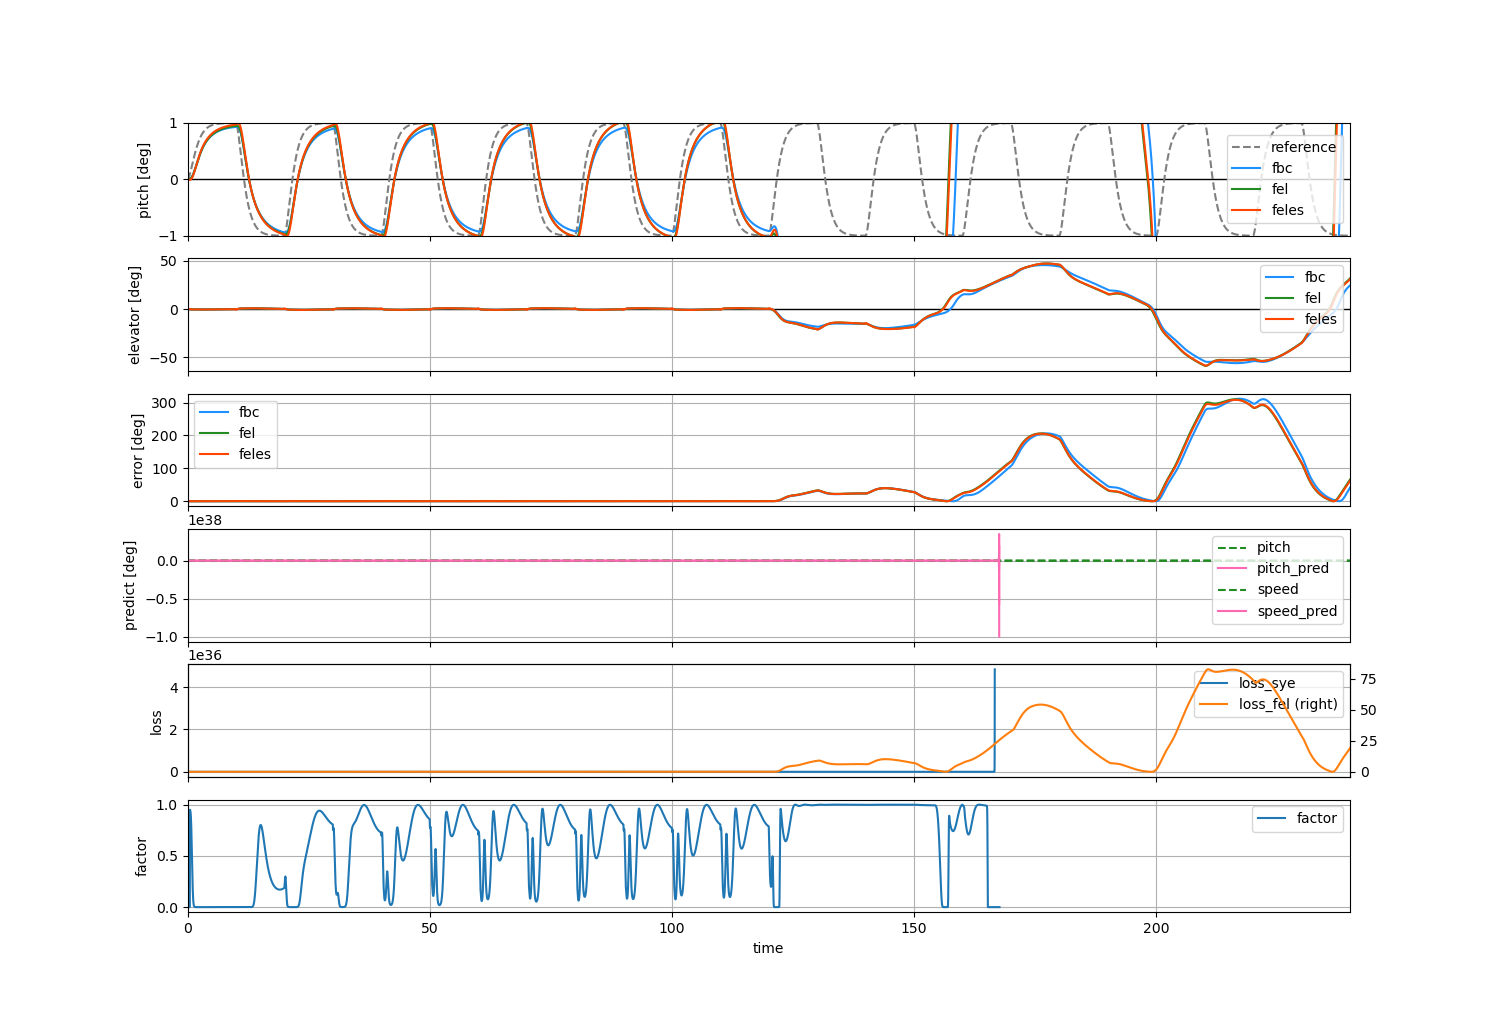 1
0
−1
pitch [deg]
reference
fbc
fel
feles
50
0
−50
elevator [deg]
fbc
fel
feles
300
200
100
0
error [deg]
fbc
fel
feles
1e38
0.0
−0.5
−1.0
predict [deg]
pitch
pitch_pred
speed
speed_pred
1e36
4
2
0
loss
loss_sye
loss_fel (right)
75
50
25
0
1.0
0.5
0.0
factor
factor
0 50 100 150 200
time